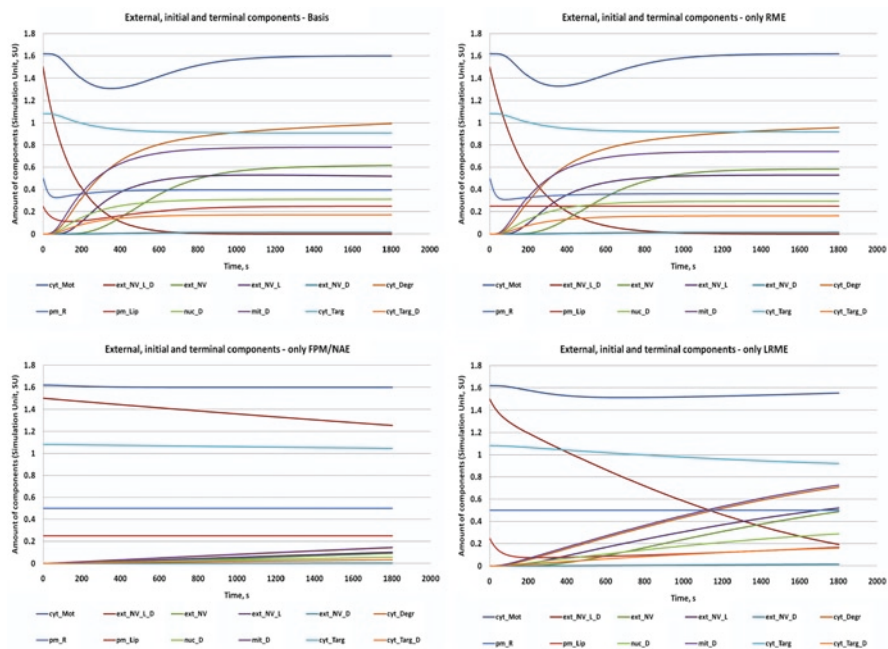 External, initial and terminal components - Basis
Amount of components (Simulation Unit, SU)
1.8
1.6
1.4
1.2
1
0.8
0.6
0.4
0.2
0
0 200 400 600 800 1000 1200 1400 1600 1800 2000
Time, s
cyt_Mot ext_NV_L_D ext_NV ext_NV_L ext_NV_D cyt_Degr
pm_R pm_Lip nuc_D mit_D cyt_Targ cyt_Targ_D
External, initial and terminal components - only RME
Amount of components (Simulation Unit, SU)
1.8
1.6
1.4
1.2
1
0.8
0.6
0.4
0.2
0
0 200 400 600 800 1000 1200 1400 1600 1800 2000
Time, s
cyt_Mot ext_NV_L_D ext_NV ext_NV_L ext_NV_D cyt_Degr
pm_R pm_Lip nuc_D mit_D cyt_Targ cyt_Targ_D
External, initial and terminal components - only FPM/NAE
Amount of components (Simulation Unit, SU)
1.8
1.6
1.4
1.2
1
0.8
0.6
0.4
0.2
0
0 200 400 600 800 1000 1200 1400 1600 1800 2000
Time, s
cyt_Mot ext_NV_L_D ext_NV ext_NV_L ext_NV_D cyt_Degr
pm_R pm_Lip nuc_D mit_D cyt_Targ cyt_Targ_D
External, initial and terminal components - only LRME
Amount of components (Simulation Unit, SU)
1.8
1.6
1.4
1.2
1
0.8
0.6
0.4
0.2
0
0 200 400 600 800 1000 1200 1400 1600 1800 2000
Time, s
cyt_Mot ext_NV_L_D ext_NV ext_NV_L ext_NV_D cyt_Degr
pm_R pm_Lip nuc_D mit_D cyt_Targ cyt_Targ_D